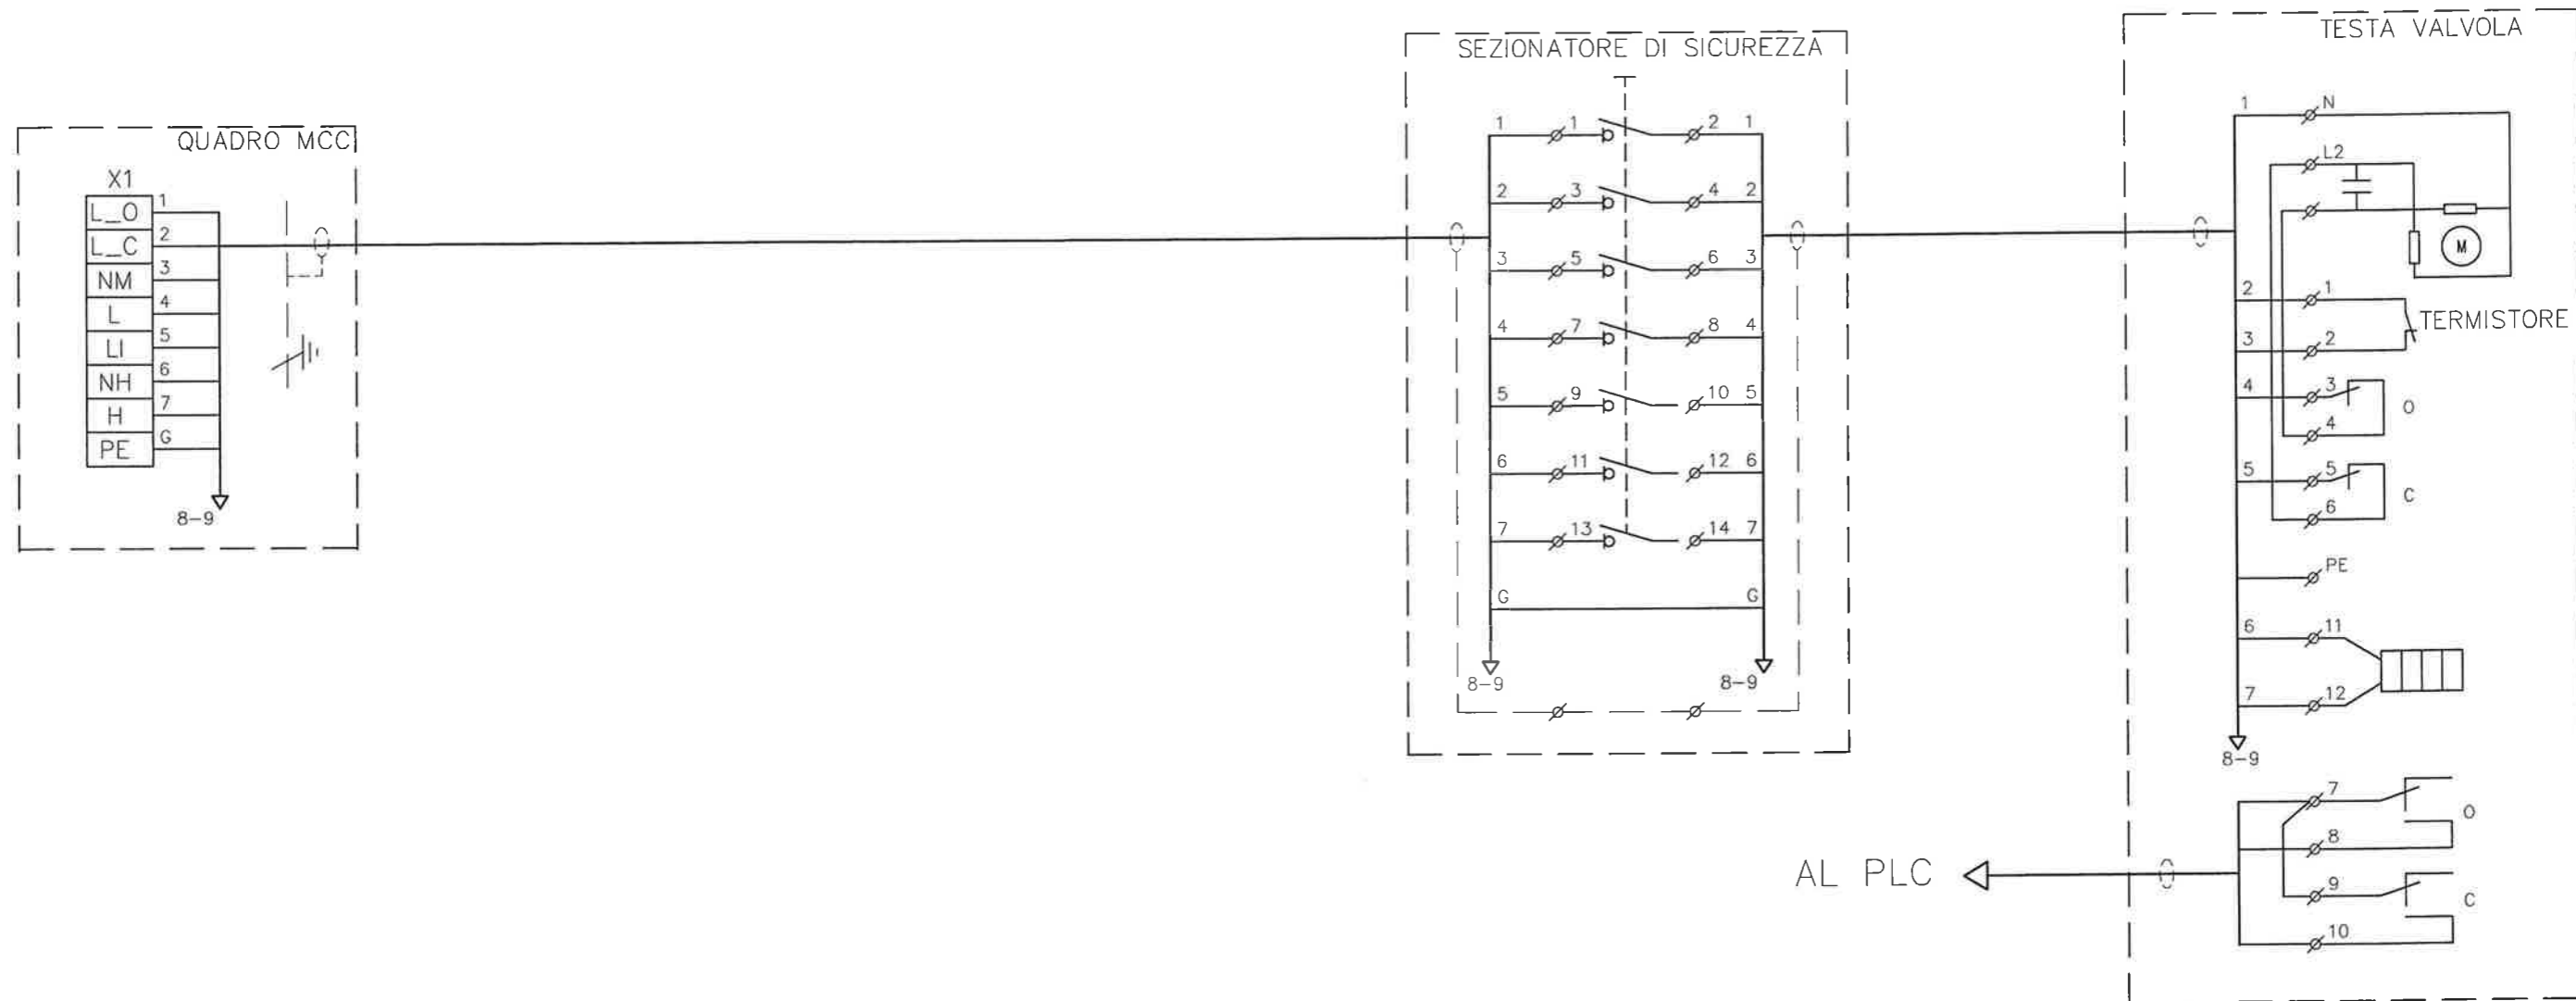 QUADRO MCC
X1
L_O 1
L_C 2
NM 3
L 4
LI 5
NH 6
H 7
PE G
8-9
SEZIONATORE DI SICUREZZA
1 1 2 1
2 3 4 2
3 5 6 3
4 7 8 4
5 9 10 5
6 11 12 6
7 13 14 7
G G
8-9 8-9
TESTA VALVOLA
1 N
L2
M
2 1
TERMISTORE
3 2
4 3
O
4
5 5
C
6
PE
6 11
7 12
8-9
7
O
8
AL PLC
9
C
10